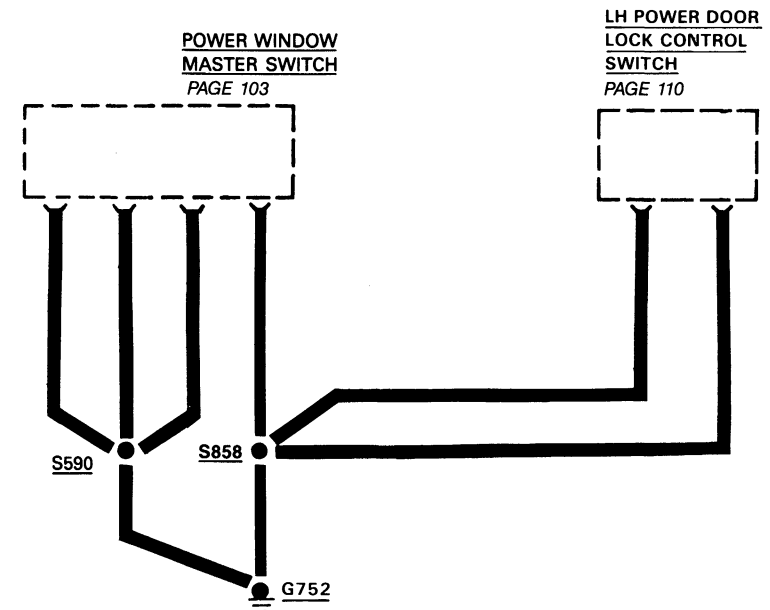 POWER WINDOW
MASTER SWITCH
PAGE 103
LH POWER DOOR
LOCK CONTROL
SWITCH
PAGE 110
S590
S858
G752